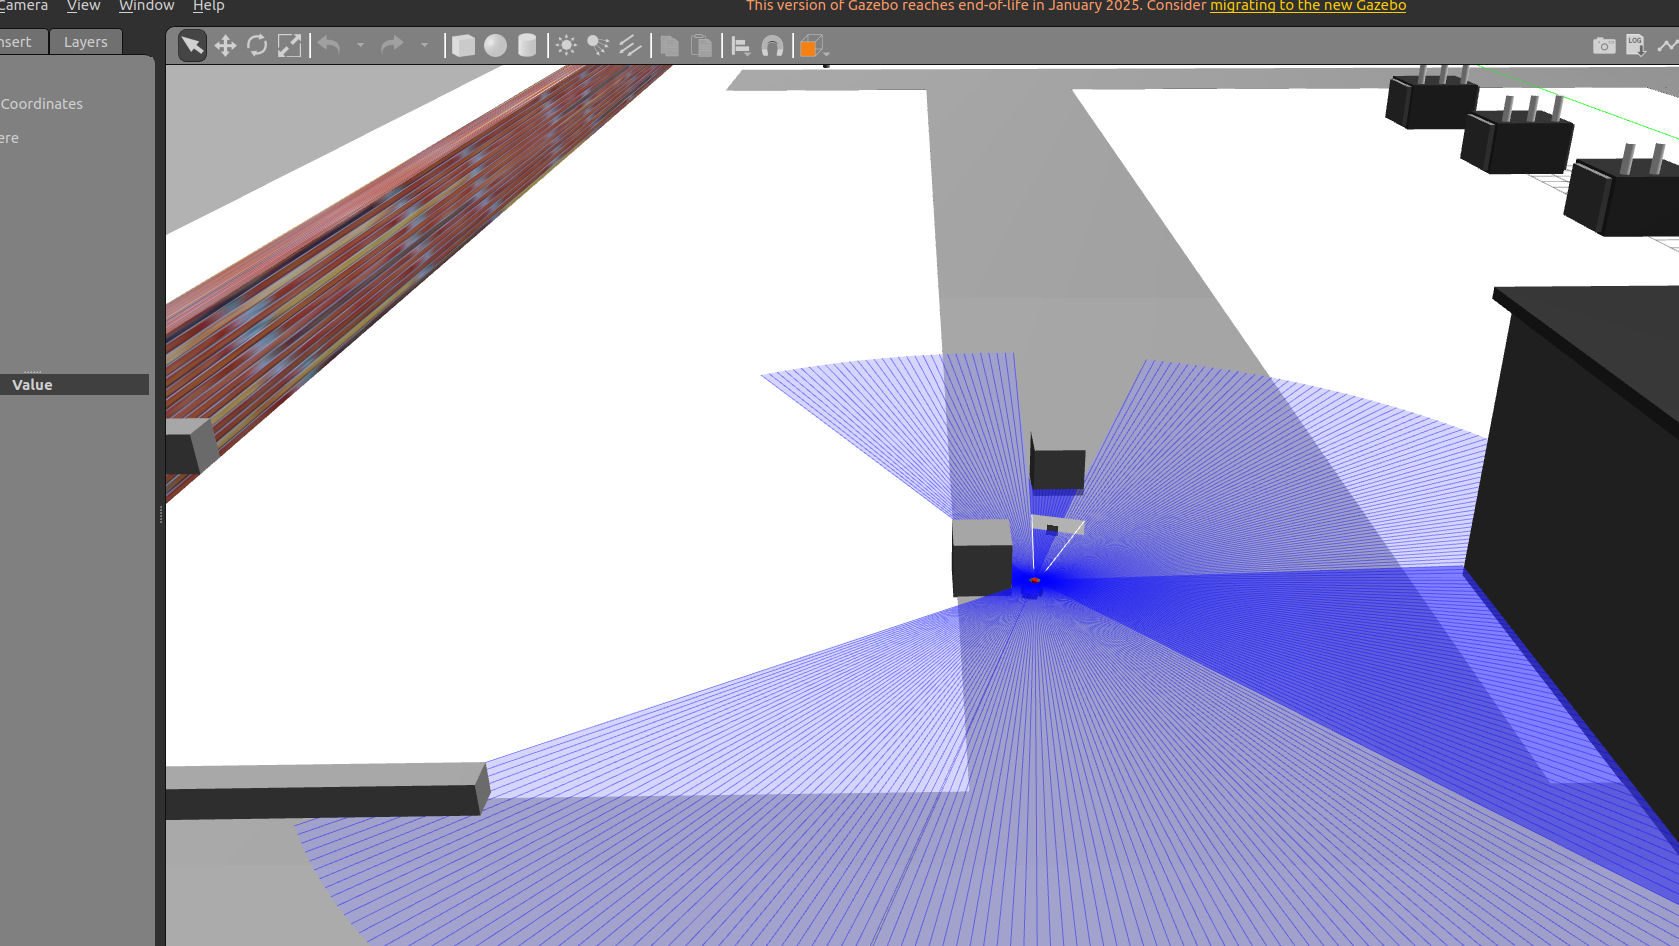 Camera View Window Help
This version of Gazebo reaches end-of-life in January 2025. Consider migrating to the new Gazebo
nsert Layers
LOG
Coordinates
ere
Value